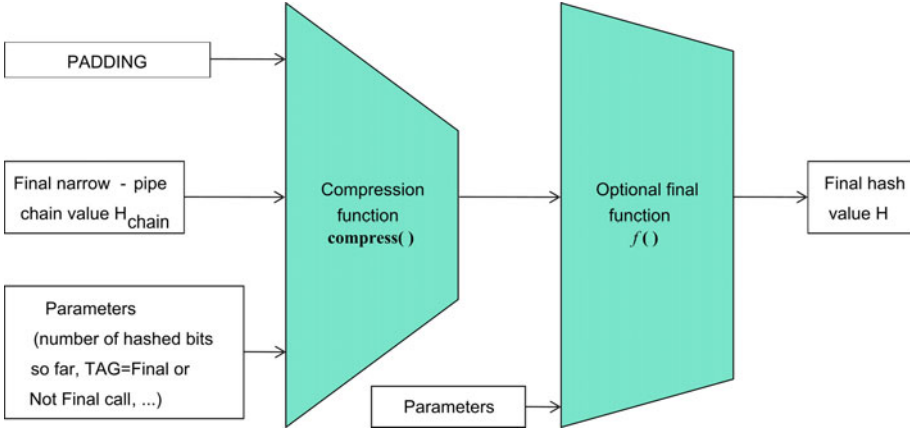 PADDING
Final narrow - pipe
chain value H_chain
Parameters
(number of hashed bits
so far, TAG=Final or
Not Final call, ...)
Compression
function
compress( )
Parameters
Optional final
function
f ( )
Final hash
value H